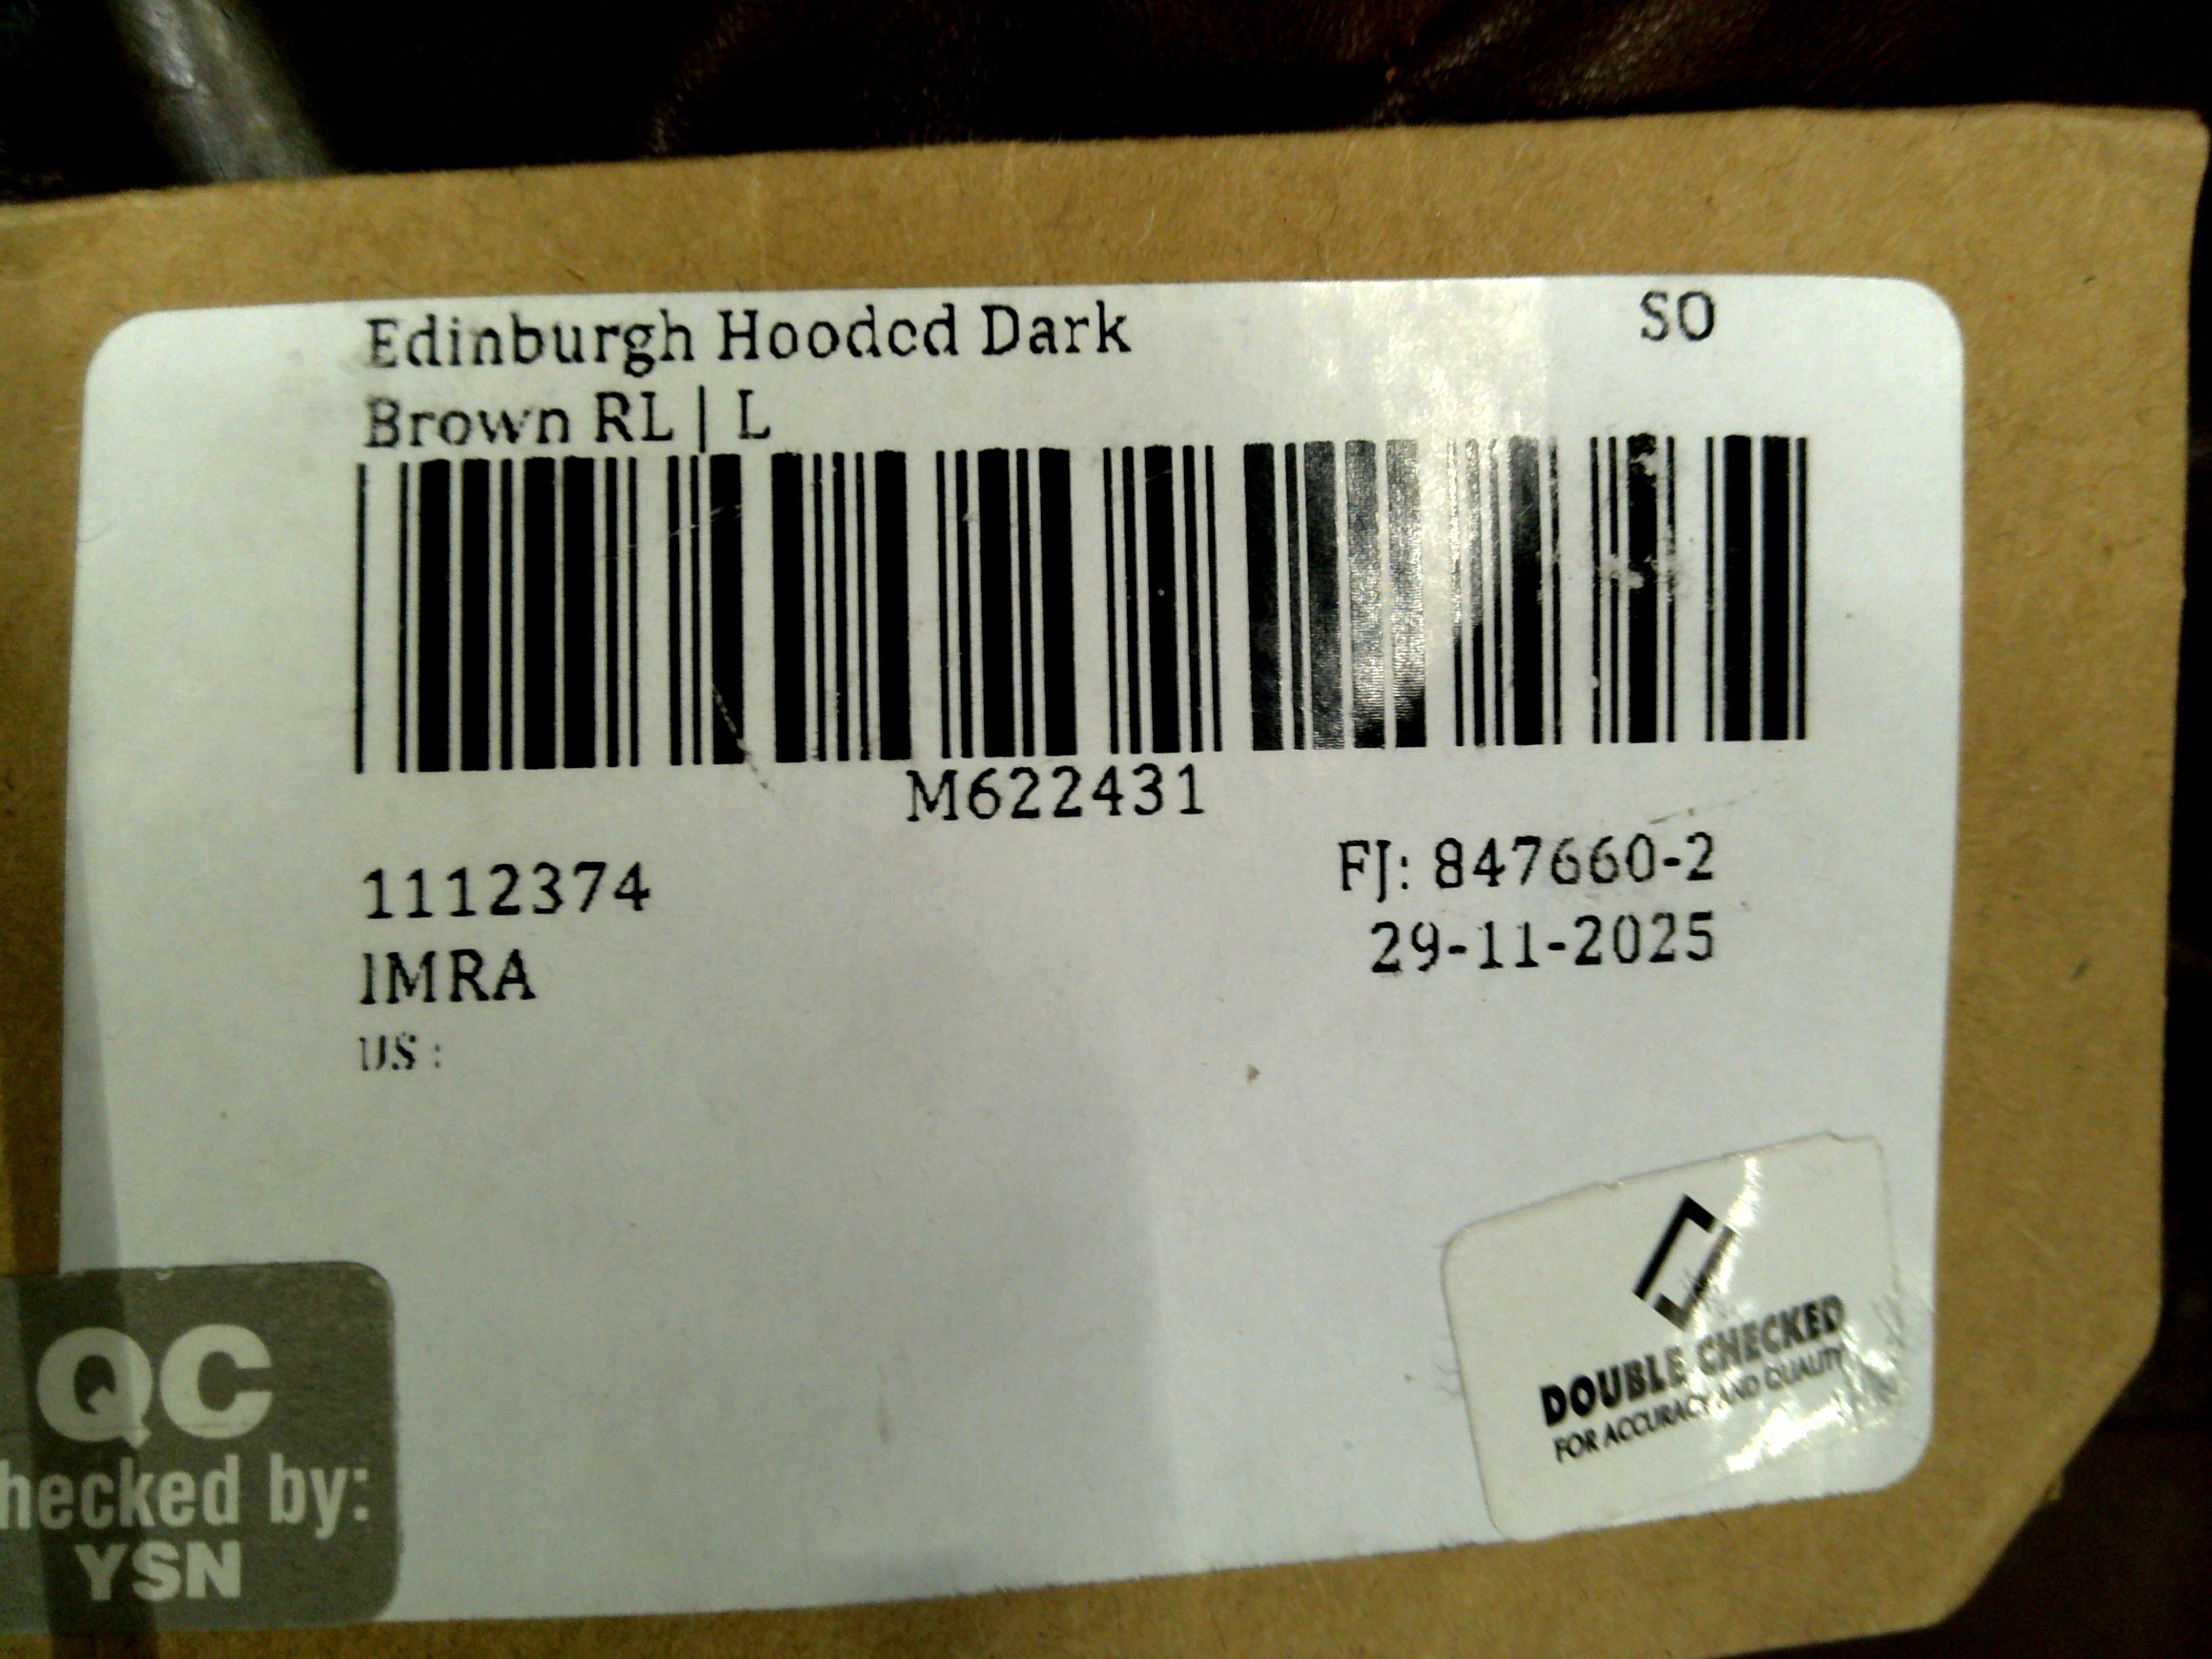 Edinburgh Hooded Dark
Brown RL | L
SO
M622431
1112374
IMRA
US :
FJ: 847660-2
29-11-2025
QC
hecked by:
YSN
DOUBLE CHECKED
FOR ACCURACY AND QUALITY